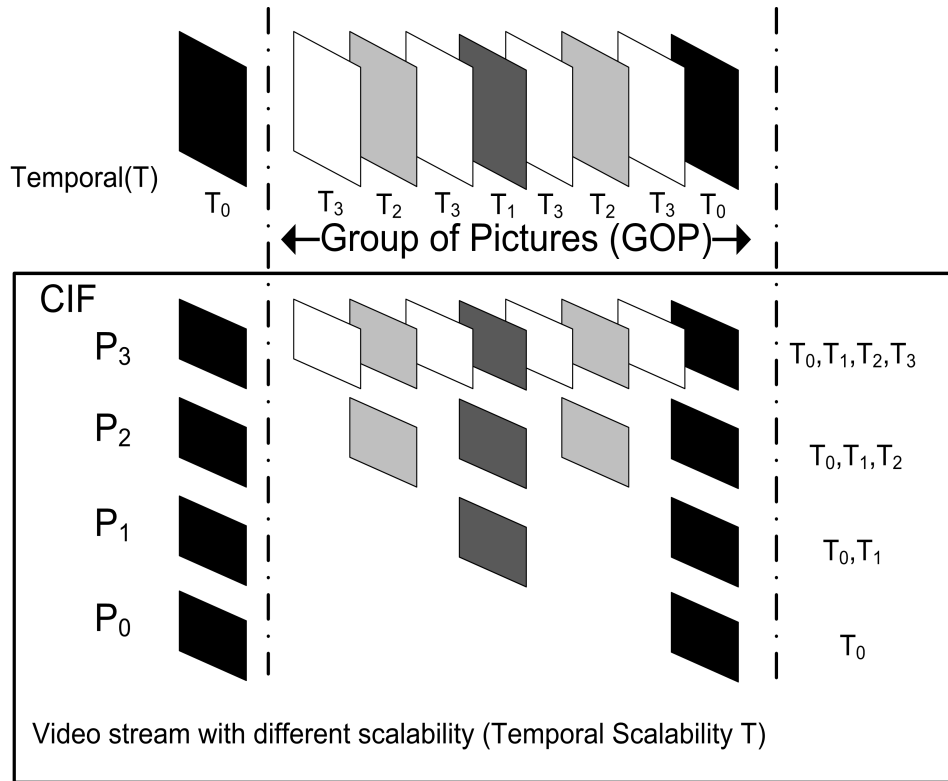 Temporal(T)
T₀ T₃ T₂ T₃ T₁ T₃ T₂ T₃ T₀
Group of Pictures (GOP)
CIF
P₃ T₀,T₁,T₂,T₃
P₂ T₀,T₁,T₂
P₁ T₀,T₁
P₀ T₀
Video stream with different scalability (Temporal Scalability T)